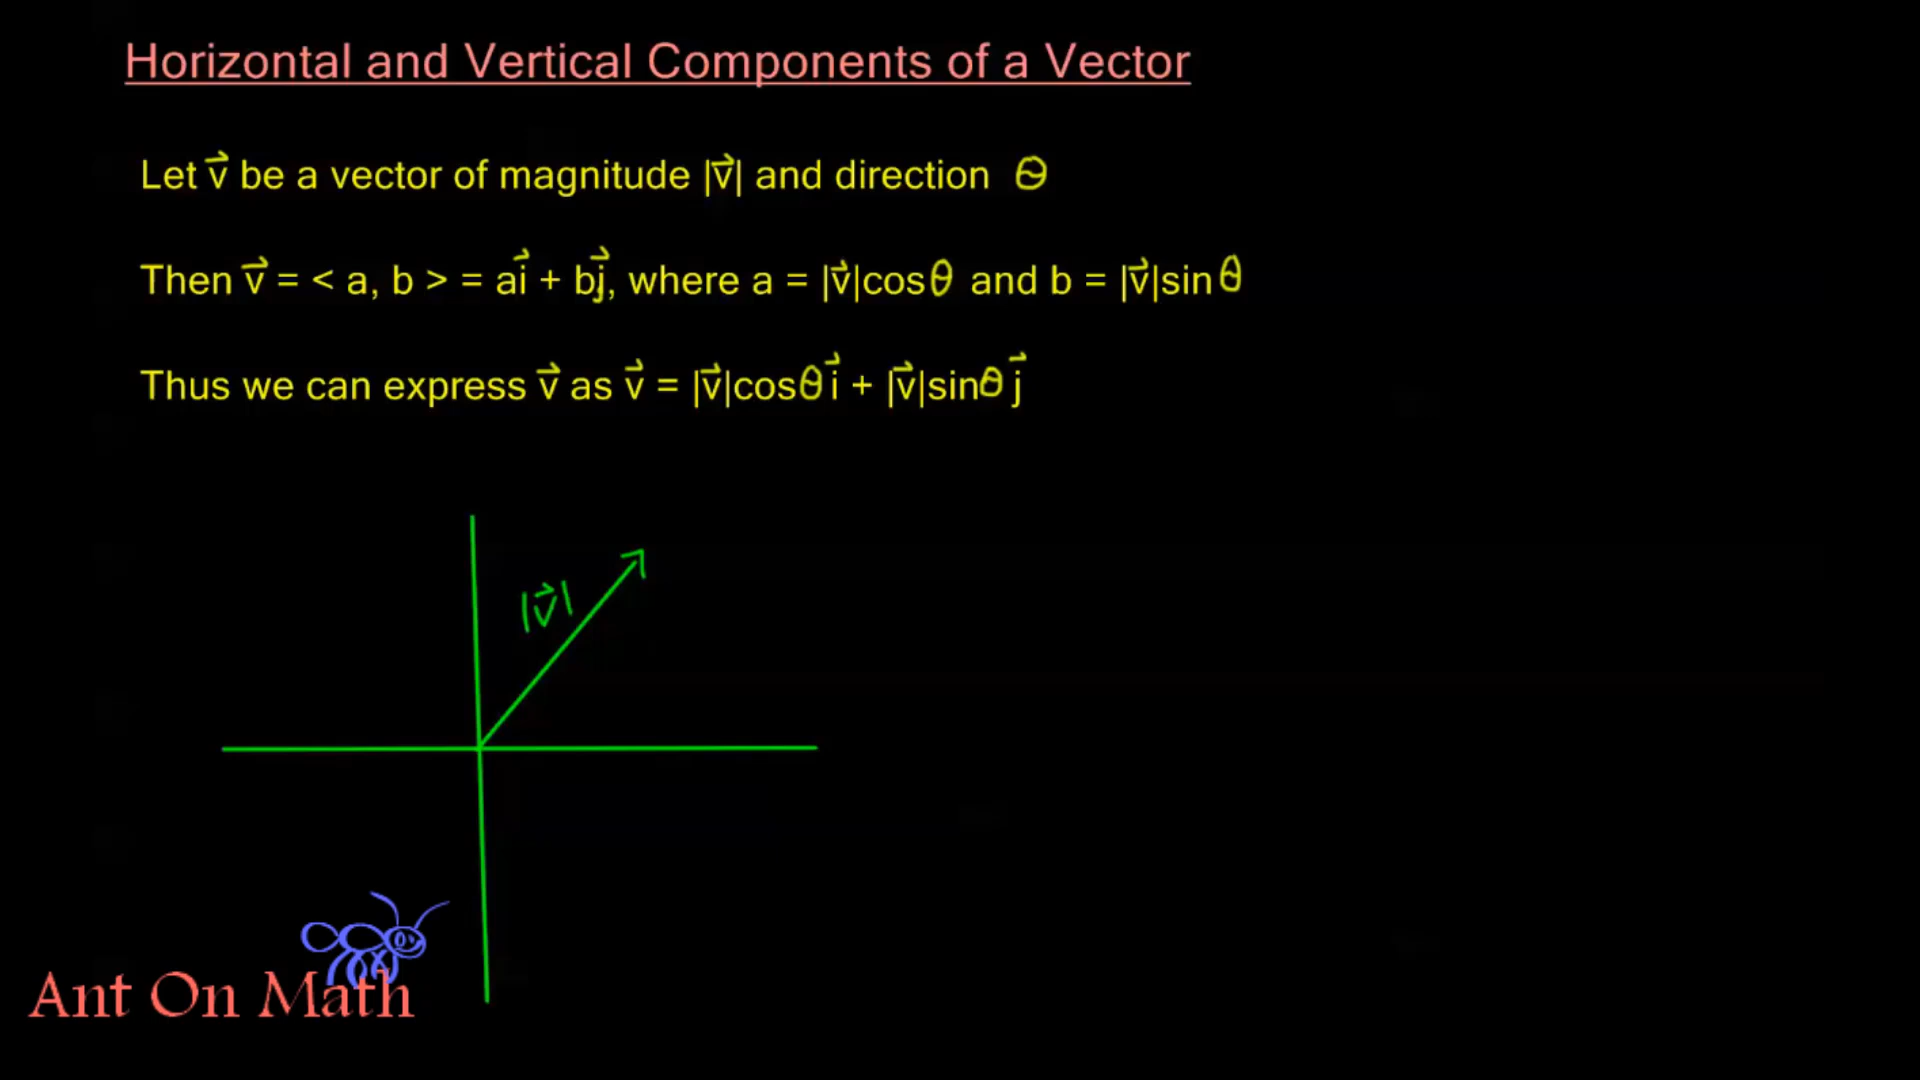 Horizontal and Vertical Components of a Vector
Let v⃗ be a vector of magnitude |v⃗| and direction θ
Then v⃗ = < a, b > = ai⃗ + bj⃗, where a = |v⃗|cosθ and b = |v⃗|sinθ
Thus we can express v⃗ as v⃗ = |v⃗|cosθ i⃗ + |v⃗|sinθ j⃗
|v⃗|
Ant On Math